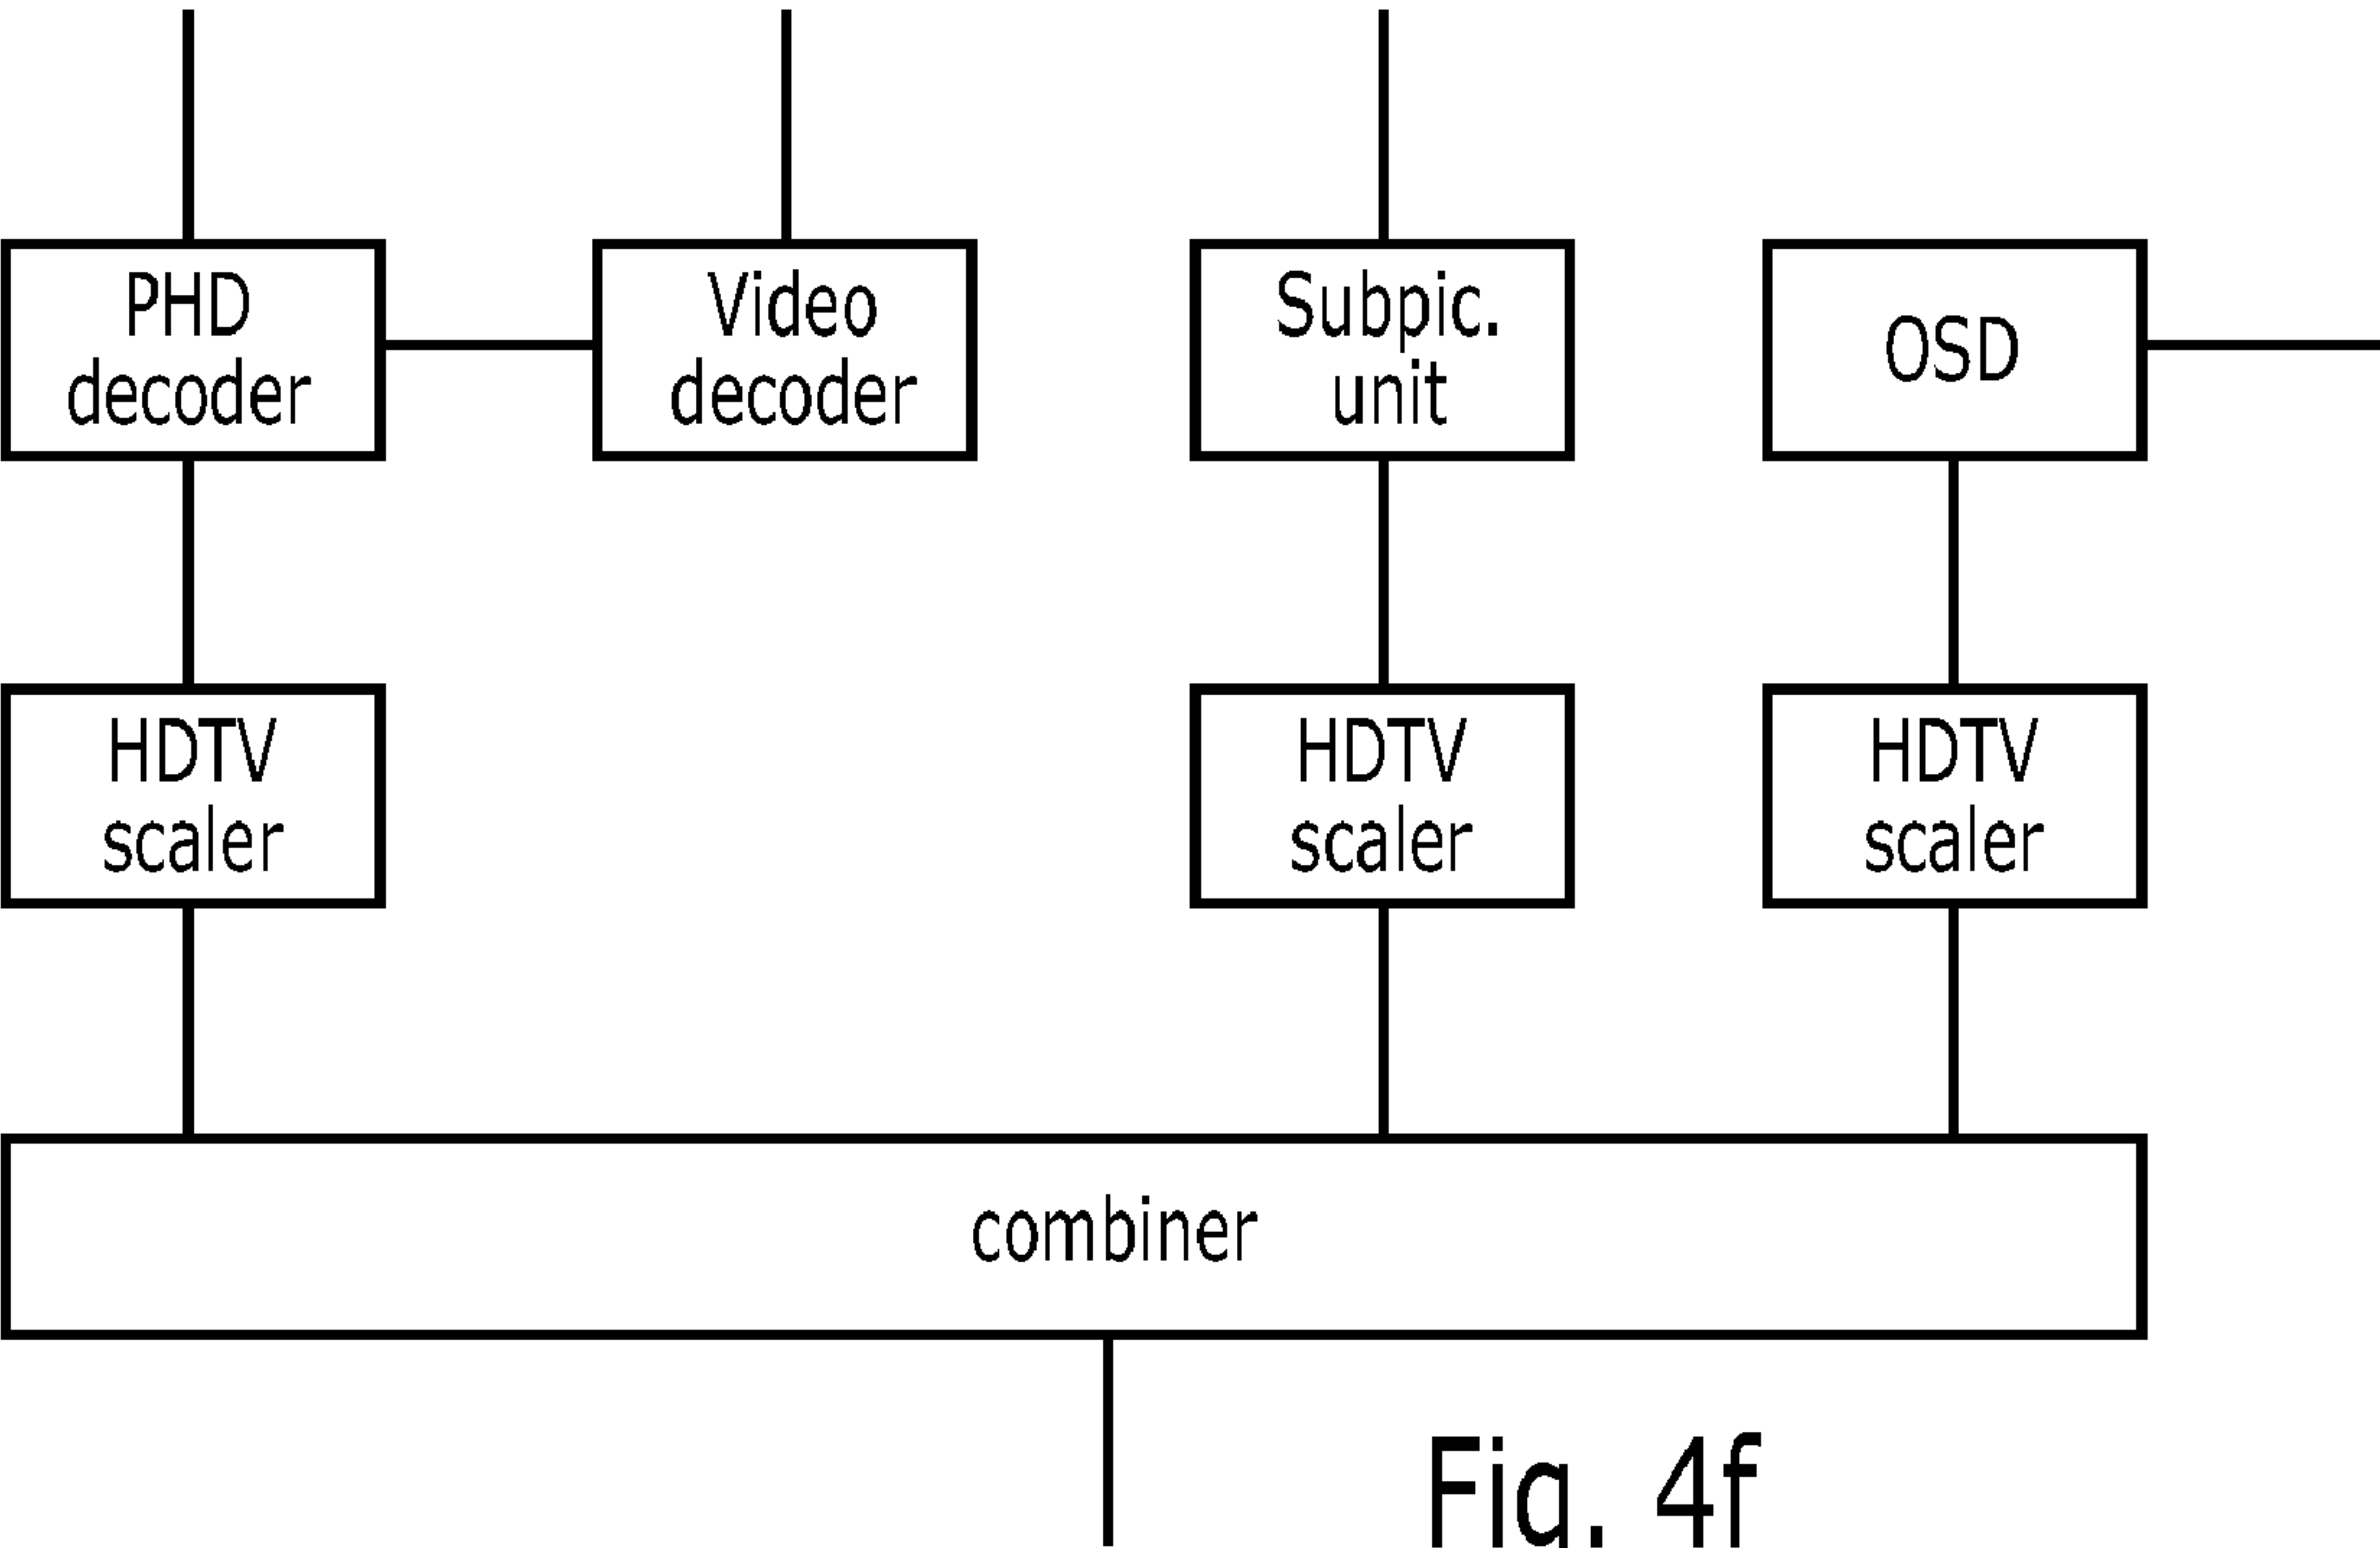 PHD
decoder
Video
decoder
Subpic.
unit
OSD
HDTV
scaler
HDTV
scaler
HDTV
scaler
combiner
Fig. 4f